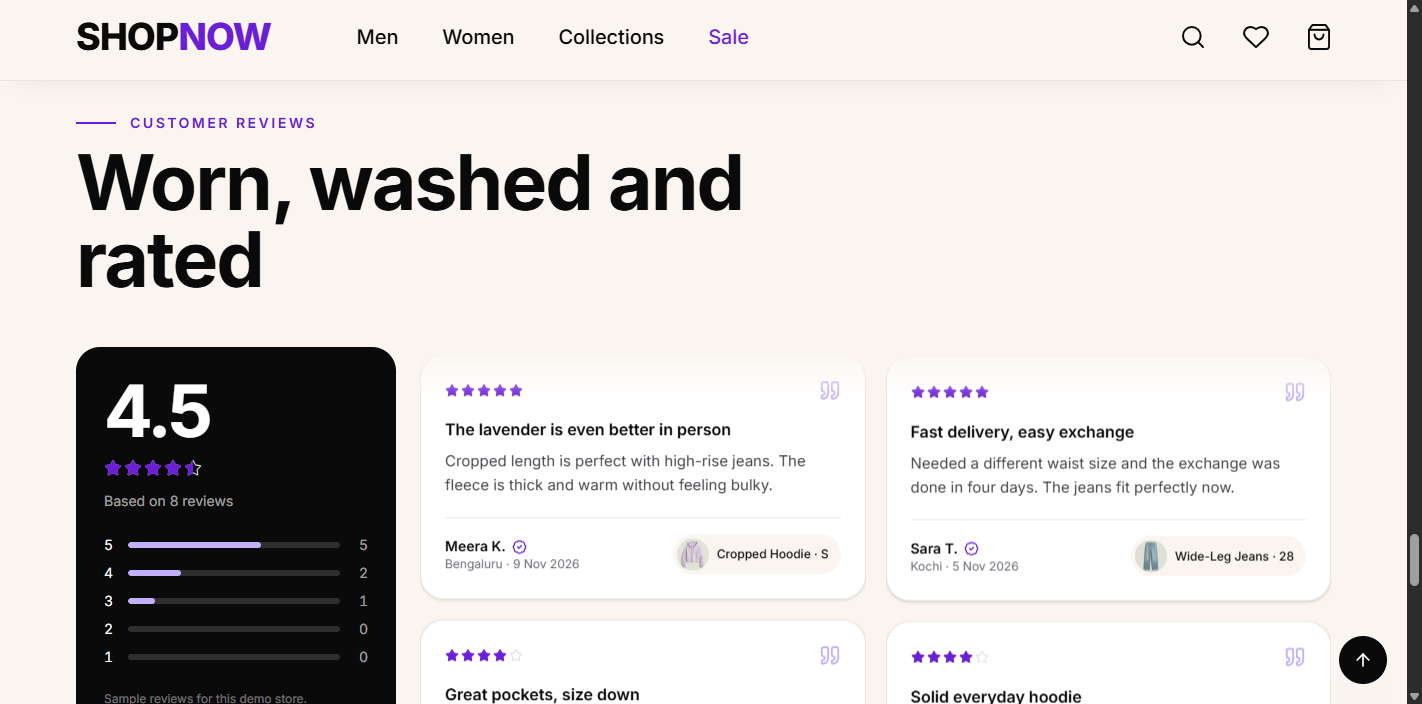 SHOPNOW
Men
Women
Collections
Sale
CUSTOMER REVIEWS
Worn, washed and
rated
4.5
Based on 8 reviews
5 5
4 2
3 1
2 0
1 0
Sample reviews for this demo store.
The lavender is even better in person
Cropped length is perfect with high-rise jeans. The
fleece is thick and warm without feeling bulky.
Meera K.
Bengaluru · 9 Nov 2026
Cropped Hoodie · S
Fast delivery, easy exchange
Needed a different waist size and the exchange was
done in four days. The jeans fit perfectly now.
Sara T.
Kochi · 5 Nov 2026
Wide-Leg Jeans · 28
Great pockets, size down
Solid everyday hoodie